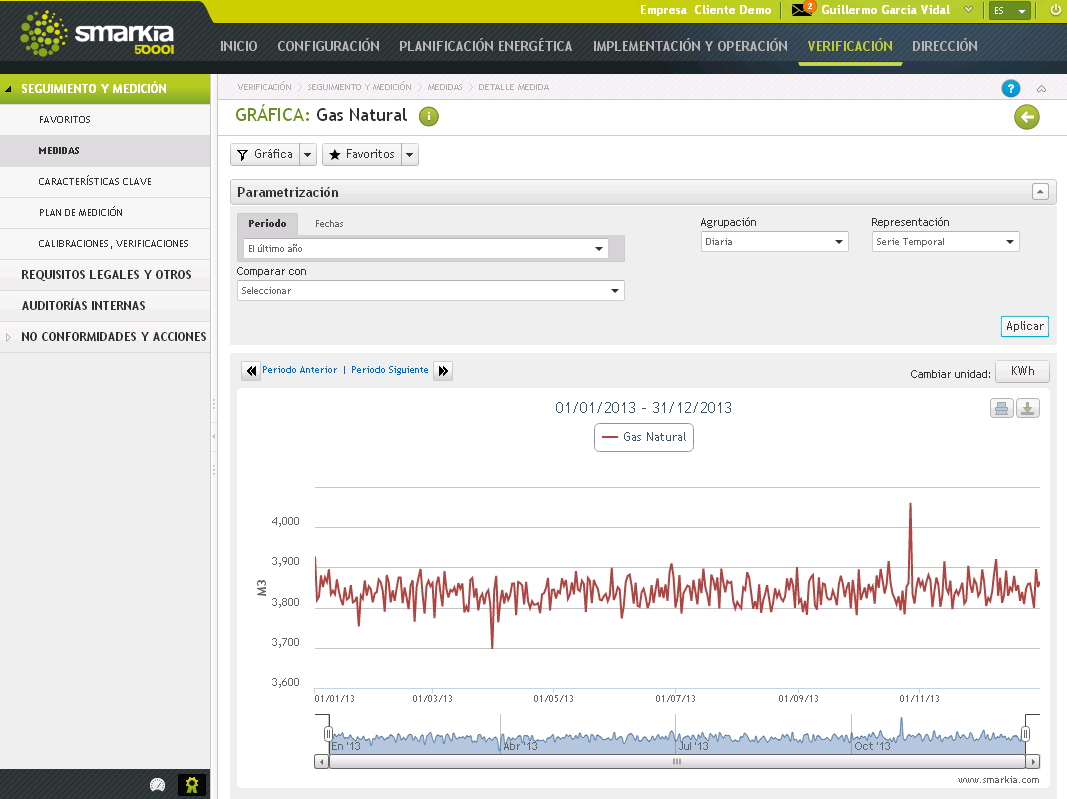 Empresa Cliente Demo
2
Guillermo Garcia Vidal
ES
smarkia
50001
INICIO
CONFIGURACIÓN
PLANIFICACIÓN ENERGÉTICA
IMPLEMENTACIÓN Y OPERACIÓN
VERIFICACIÓN
DIRECCIÓN
SEGUIMIENTO Y MEDICIÓN
FAVORITOS
MEDIDAS
CARACTERÍSTICAS CLAVE
PLAN DE MEDICIÓN
CALIBRACIONES, VERIFICACIONES
REQUISITOS LEGALES Y OTROS
AUDITORÍAS INTERNAS
NO CONFORMIDADES Y ACCIONES
VERIFICACIÓN > SEGUIMIENTO Y MEDICIÓN > MEDIDAS > DETALLE MEDIDA
?
GRÁFICA: Gas Natural
i
Gráfica
Favoritos
Parametrización
Periodo
Fechas
El último año
Comparar con
Seleccionar
Agrupación
Diaria
Representación
Serie Temporal
Aplicar
Periodo Anterior | Periodo Siguiente
Cambiar unidad:
KWh
01/01/2013 - 31/12/2013
Gas Natural
4,000
3,900
3,800
3,700
3,600
M3
01/01/13
01/03/13
01/05/13
01/07/13
01/09/13
01/11/13
En '13
Abr '13
Jul '13
Oct '13
www.smarkia.com